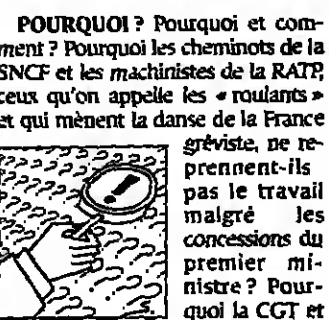 POURQUOI ? Pourquoi et com-
ment ? Pourquoi les cheminots de la
SNCF et les machinistes de la RATP,
ceux qu'on appelle les « roulants »
et qui mènent la danse de la France
gréviste, ne re-
prennent-ils
pas le travail
malgré les
concessions du
premier mi-
nistre ? Pour-
quoi la CGT et